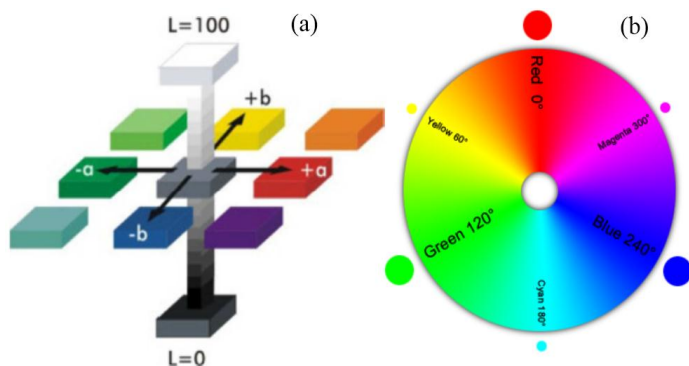 L=100
(a)
+b
-a
+a
-b
L=0
(b)
Red 0°
Yellow 60°
Magenta 300°
Green 120°
Blue 240°
Cyan 180°